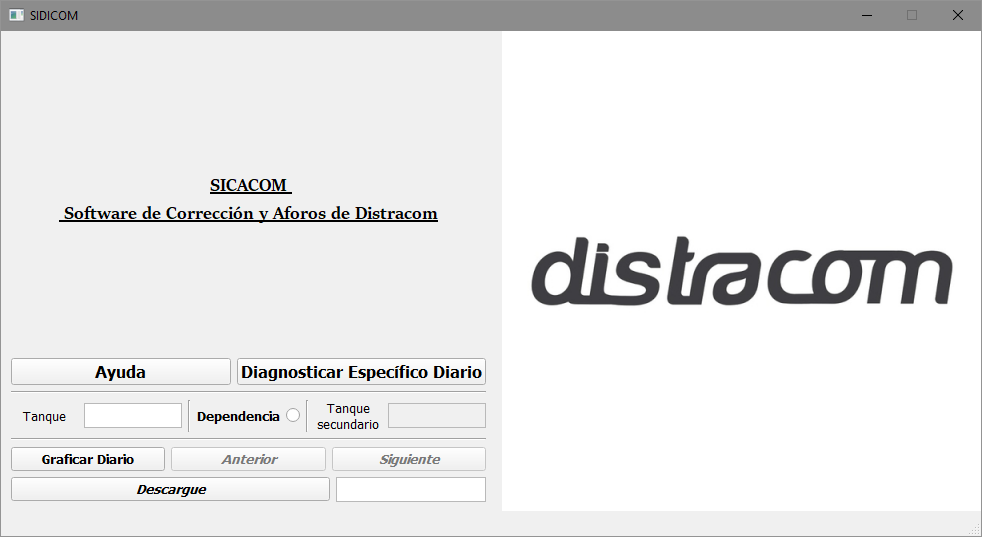 SIDICOM
SICACOM
Software de Corrección y Aforos de Distracom
distracom
Ayuda
Diagnosticar Específico Diario
Tanque
Dependencia
Tanque
secundario
Graficar Diario
Anterior
Siguiente
Descargue